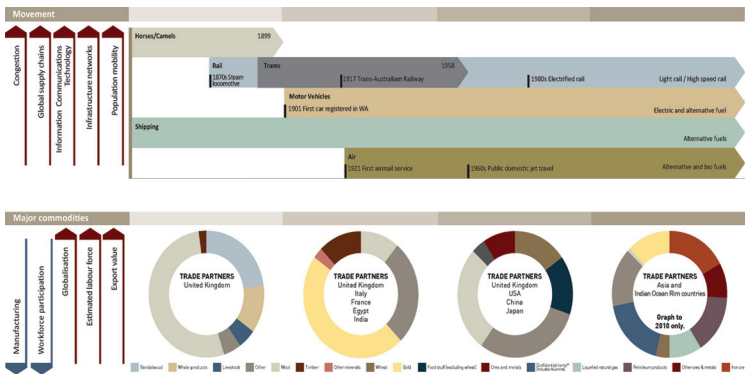 Movement
Congestion
Global supply chains
Information Communications
Technology
Infrastructure networks
Population mobility
Horses/Camels
1899
Rail
1870s Steam
locomotive
Trams
1958
1917 Trans-Australian Railway
1980s Electrified rail
Light rail / High speed rail
Motor Vehicles
1901 First car registered in WA
Electric and alternative fuel
Shipping
Alternative fuels
Air
1921 First airmail service
1960s Public domestic jet travel
Alternative and bio fuels
Major commodities
Manufacturing
Workforce participation
Globalisation
Estimated labour force
Export value
TRADE PARTNERS
United Kingdom
TRADE PARTNERS
United Kingdom
Italy
France
Egypt
India
TRADE PARTNERS
United Kingdom
USA
China
Japan
TRADE PARTNERS
Asia and
Indian Ocean Rim countries
Graph to
2010 only.
Sandalwood
Whale products
Livestock
Other
Wool
Timber
Other minerals
Wheat
Gold
Food stuff (excluding wheat)
Ores and metals
Confidential items*
Liquefied natural gas
Petroleum products
Other ores & metals
Iron ore